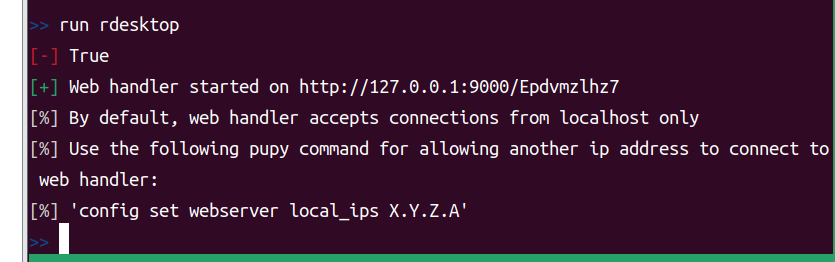 >> run rdesktop
[-] True
[+] Web handler started on http://127.0.0.1:9000/Epdvmzlhz7
[%] By default, web handler accepts connections from localhost only
[%] Use the following pupy command for allowing another ip address to connect to
web handler:
[%] 'config set webserver local_ips X.Y.Z.A'
>>